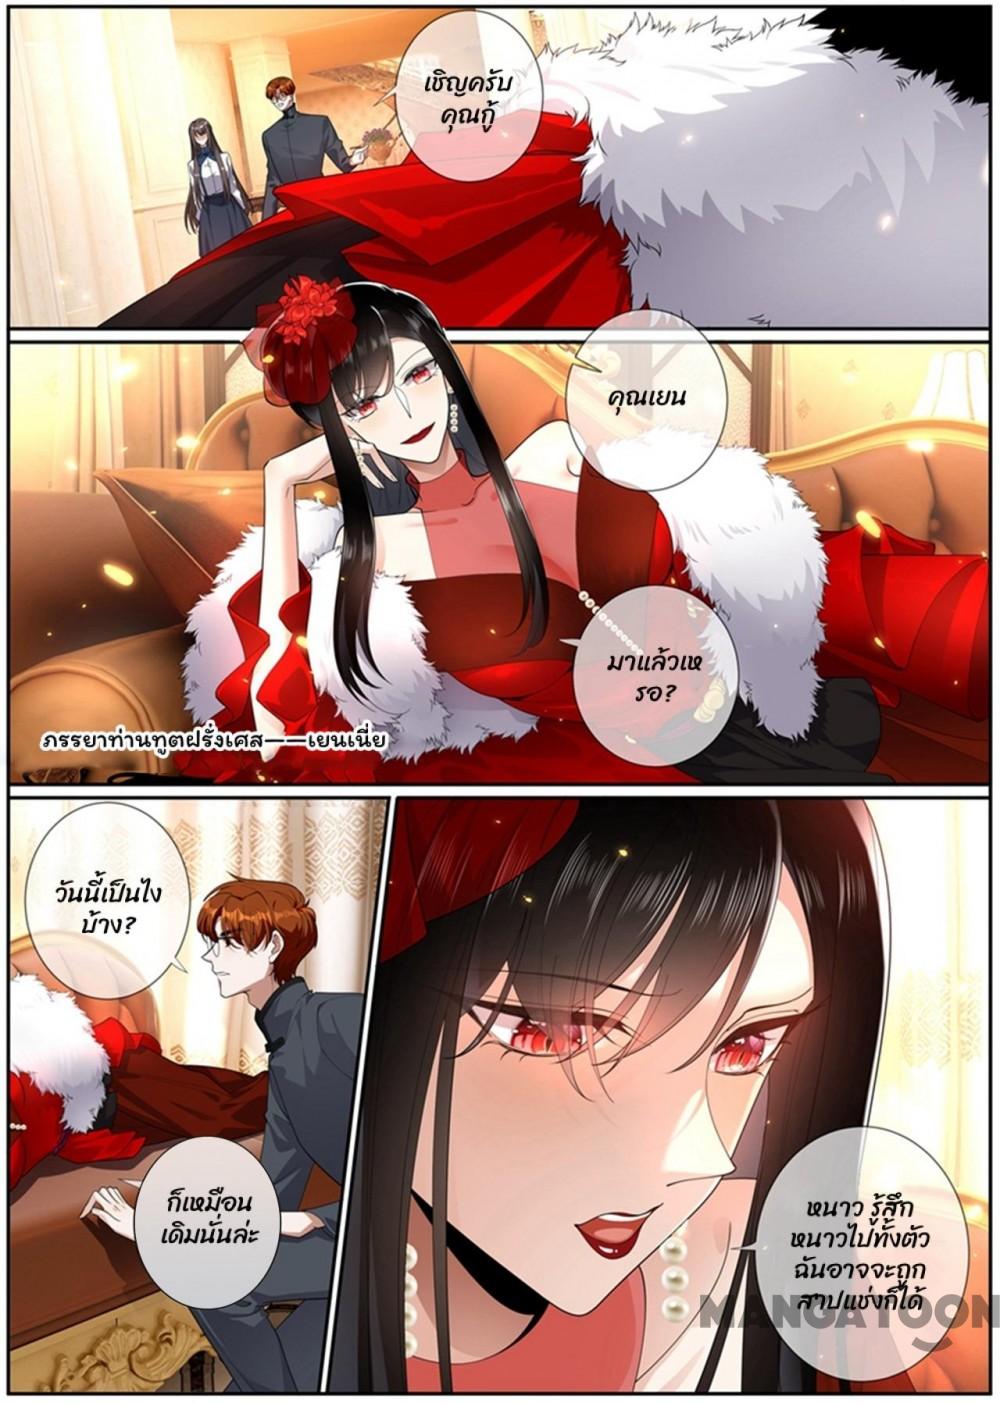 เชิญครับ
คุณกู้
คุณเยน
มาแล้วเห
รอ?
ภรรยาท่านทูตฝรั่งเศส——เยนเนี่ย
วันนี้เป็นไง
บ้าง?
ก็เหมือน
เดิมนั่นล่ะ
หนาว รู้สึก
หนาวไปทั้งตัว
ฉันอาจจะถูก
สาปแช่งก็ได้
MANGATOON